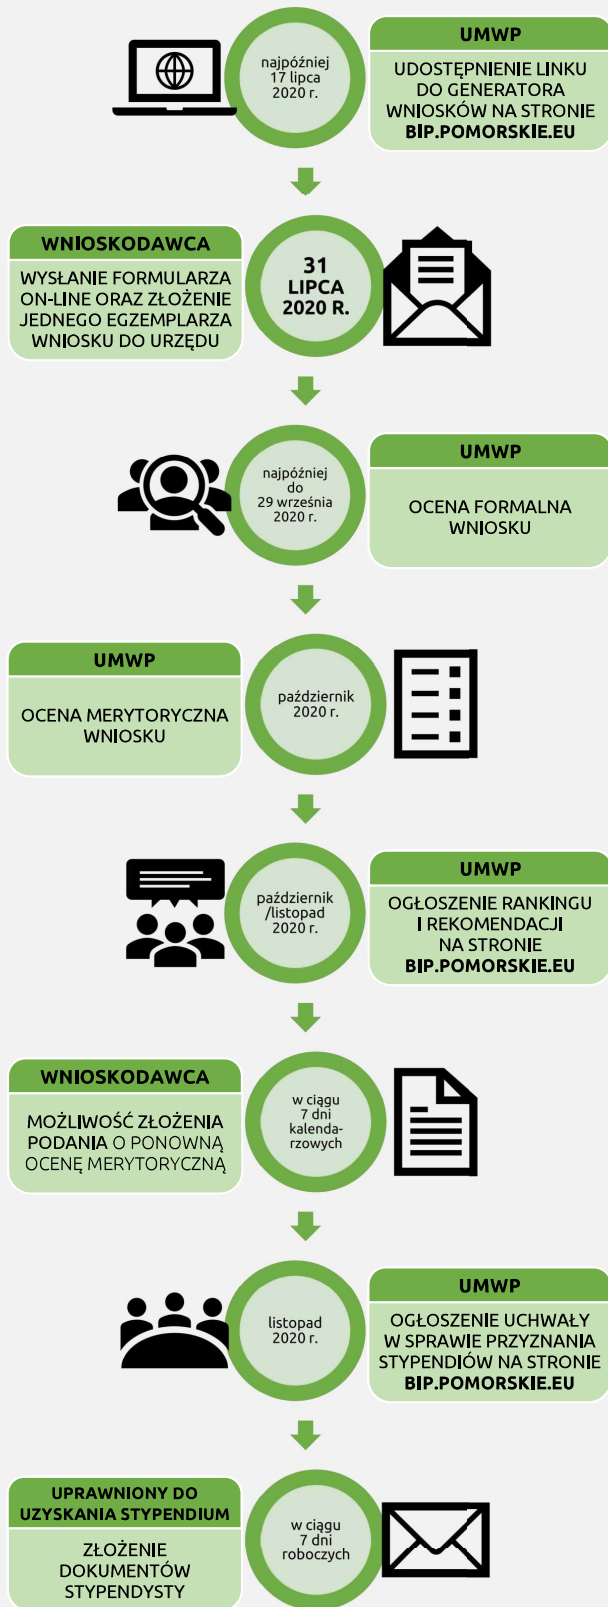 najpóźniej
17 lipca
2020 r.
UMWP
UDOSTĘPNIENIE LINKU
DO GENERATORA
WNIOSKÓW NA STRONIE
BIP.POMORSKIE.EU
WNIOSKODAWCA
WYSŁANIE FORMULARZA
ON-LINE ORAZ ZŁOŻENIE
JEDNEGO EGZEMPLARZA
WNIOSKU DO URZĘDU
31
LIPCA
2020 R.
najpóźniej
do
29 września
2020 r.
UMWP
OCENA FORMALNA
WNIOSKU
UMWP
OCENA MERYTORYCZNA
WNIOSKU
październik
2020 r.
październik
/listopad
2020 r.
UMWP
OGŁOSZENIE RANKINGU
I REKOMENDACJI
NA STRONIE
BIP.POMORSKIE.EU
WNIOSKODAWCA
MOŻLIWOŚĆ ZŁOŻENIA
PODANIA O PONOWNĄ
OCENĘ MERYTORYCZNĄ
w ciągu
7 dni
kalenda-
rzowych
listopad
2020 r.
UMWP
OGŁOSZENIE UCHWAŁY
W SPRAWIE PRZYZNANIA
STYPENDIÓW NA STRONIE
BIP.POMORSKIE.EU
UPRAWNIONY DO
UZYSKANIA STYPENDIUM
ZŁOŻENIE
DOKUMENTÓW
STYPENDYSTY
w ciągu
7 dni
roboczych